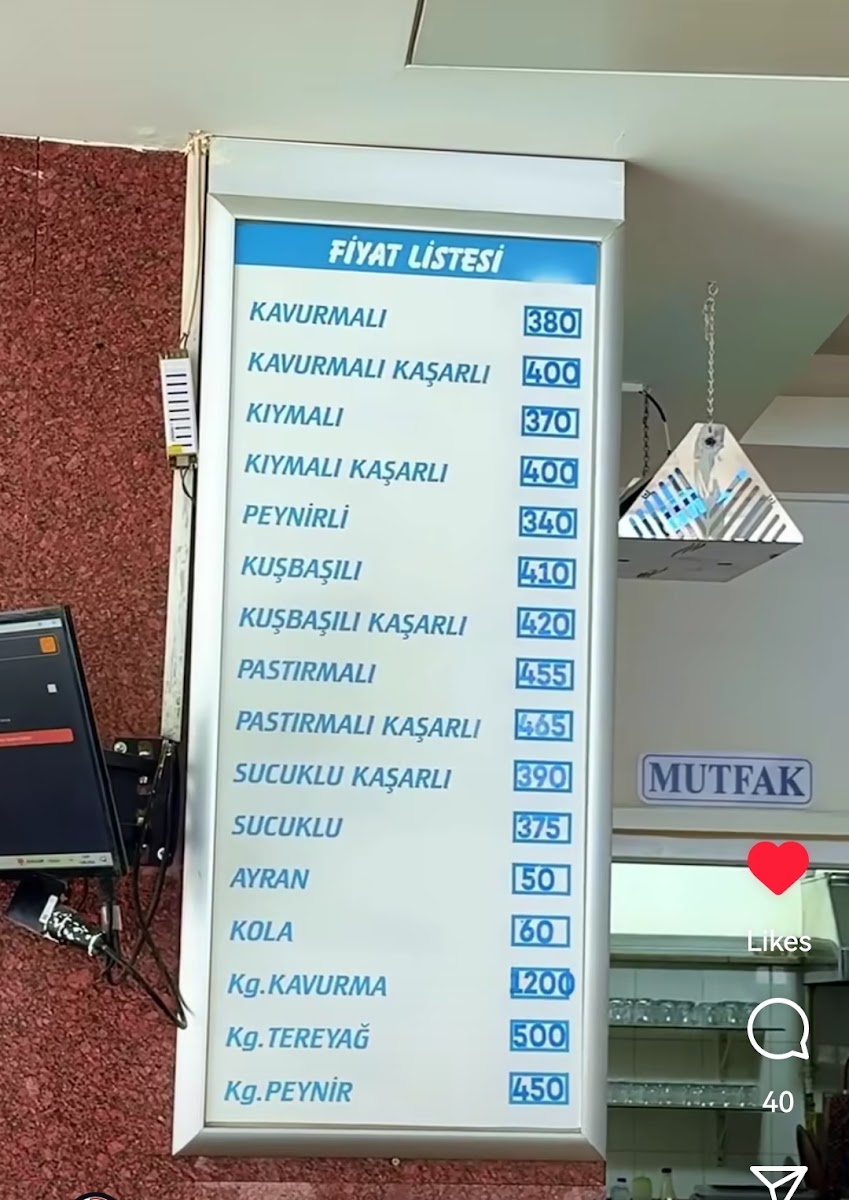 FİYAT LİSTESİ
KAVURMALI 380
KAVURMALI KAŞARLI 400
KIYMALI 370
KIYMALI KAŞARLI 400
PEYNİRLİ 340
KUŞBAŞILI 410
KUŞBAŞILI KAŞARLI 420
PASTIRMALI 455
PASTIRMALI KAŞARLI 465
SUCUKLU KAŞARLI 390
SUCUKLU 375
AYRAN 50
KOLA 60
Kg.KAVURMA 1200
Kg.TEREYAĞ 500
Kg.PEYNİR 450
MUTFAK
Likes
40